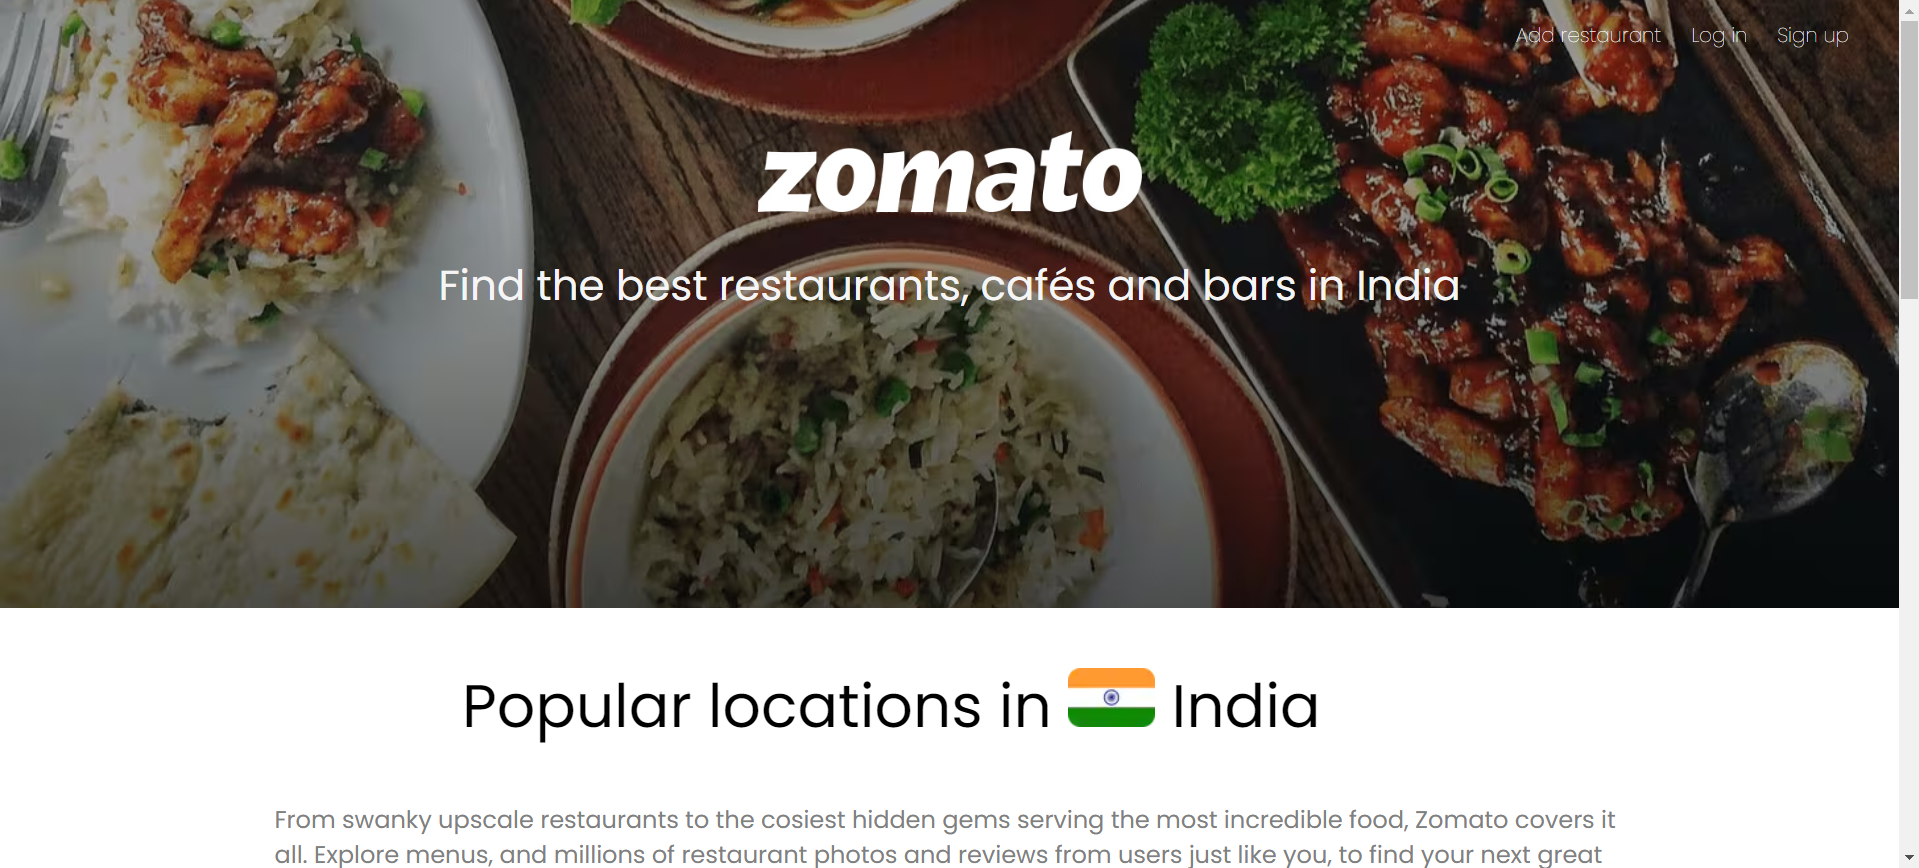 Add restaurant Log in Sign up
zomato
Find the best restaurants, cafés and bars in India
Popular locations in India
From swanky upscale restaurants to the cosiest hidden gems serving the most incredible food, Zomato covers it
all. Explore menus, and millions of restaurant photos and reviews from users just like you, to find your next great